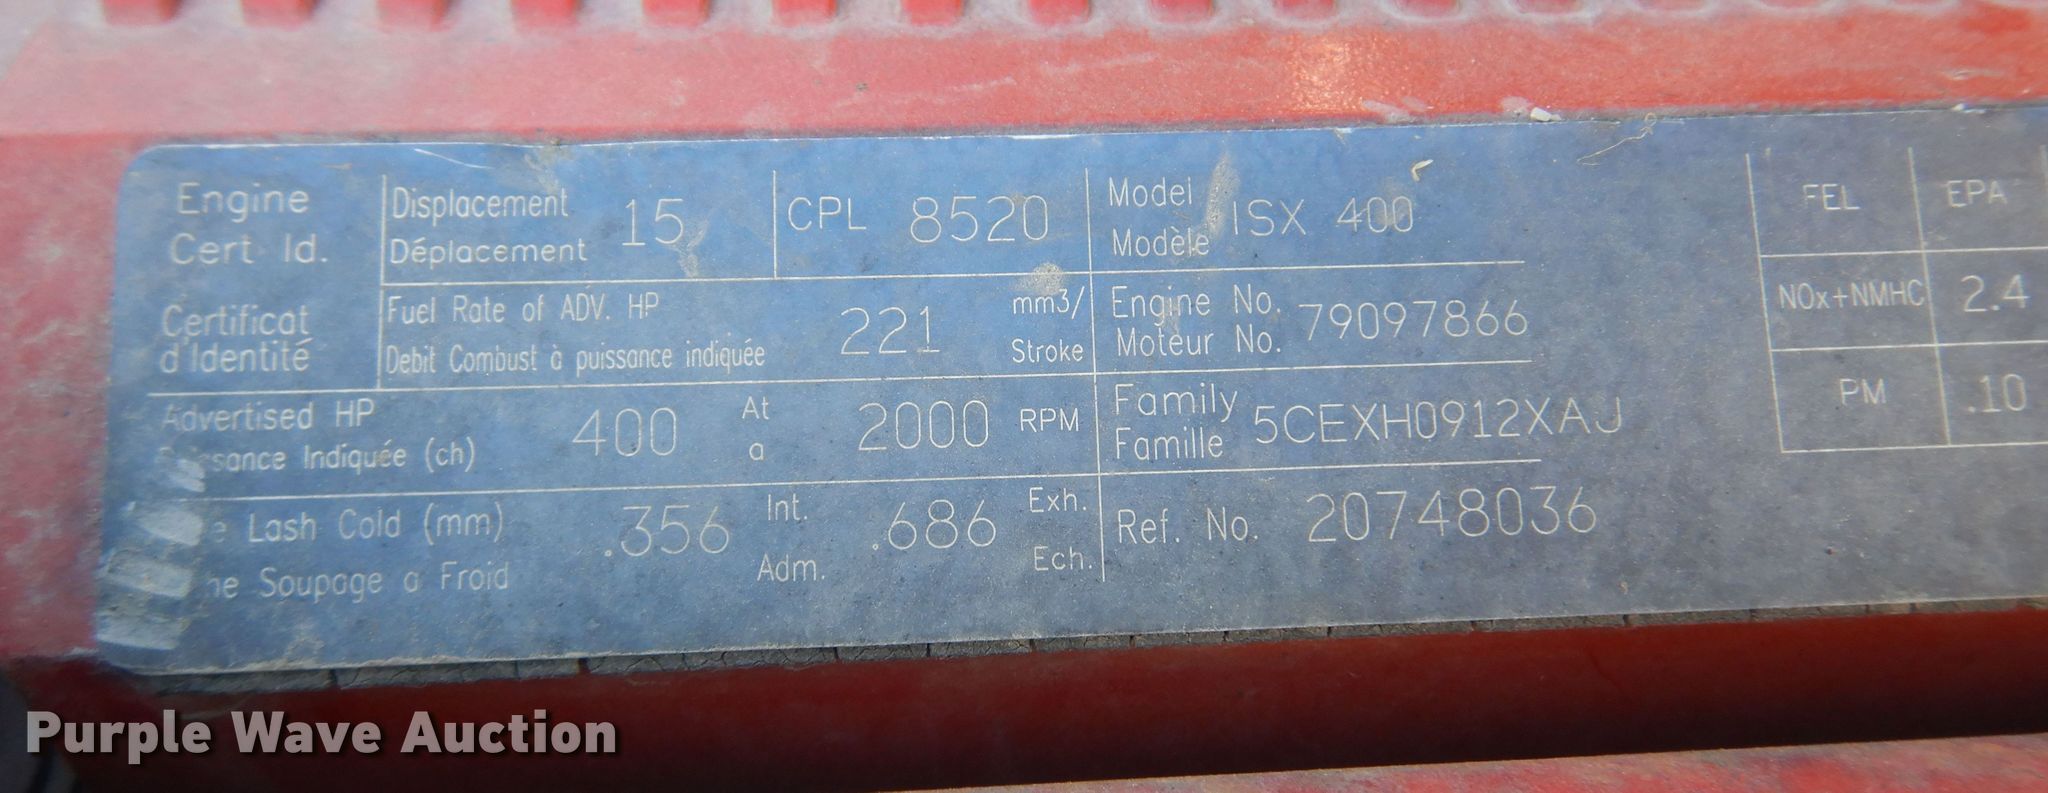 Engine
Cert Id.
Certificat
d'Identité
Displacement
Déplacement
15
CPL 8520
Model
Modèle
ISX 400
Fuel Rate of ADV. HP
Debit Combust à puissance indiquée
221
mm3/
Stroke
Engine No.
Moteur No.
79097866
Advertised HP
Indiquée (ch)
400
At
a
2000
RPM
Family
Famille
5CEXH0912XAJ
Lash Cold (mm)
Soupage a Froid
.356
Int.
Adm.
.686
Exh.
Ech.
Ref. No. 20748036
FEL EPA
NOx+NMHC 2.4
PM .10
Purple Wave Auction